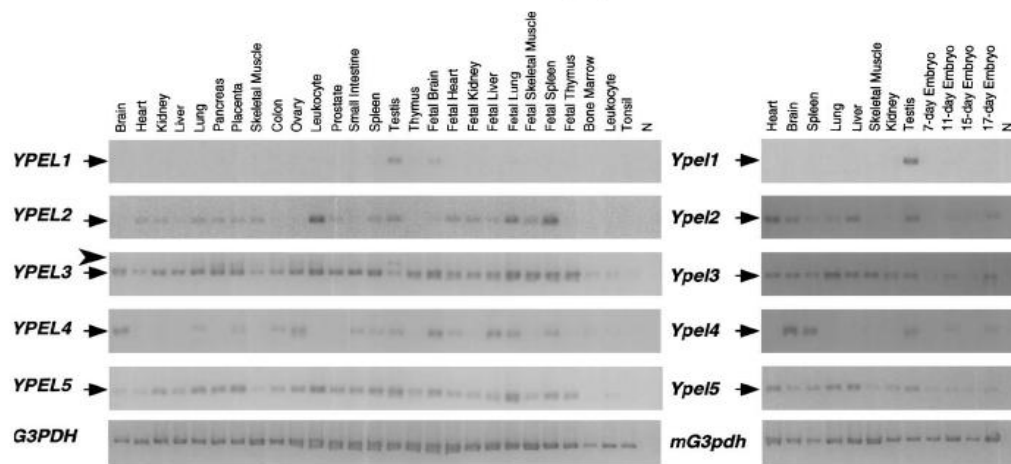 Brain
Heart
Kidney
Liver
Lung
Pancreas
Placenta
Skeletal Muscle
Colon
Ovary
Leukocyte
Prostate
Small Intestine
Spleen
Testis
Thymus
Fetal Brain
Fetal Heart
Fetal Kidney
Fetal Liver
Fetal Lung
Fetal Skeletal Muscle
Fetal Spleen
Fetal Thymus
Bone Marrow
Leukocyte
Tonsil
N
YPEL1
YPEL2
YPEL3
YPEL4
YPEL5
G3PDH
Heart
Brain
Spleen
Lung
Liver
Skeletal Muscle
Kidney
Testis
7-day Embryo
11-day Embryo
15-day Embryo
17-day Embryo
N
Ypel1
Ypel2
Ypel3
Ypel4
Ypel5
mG3pdh